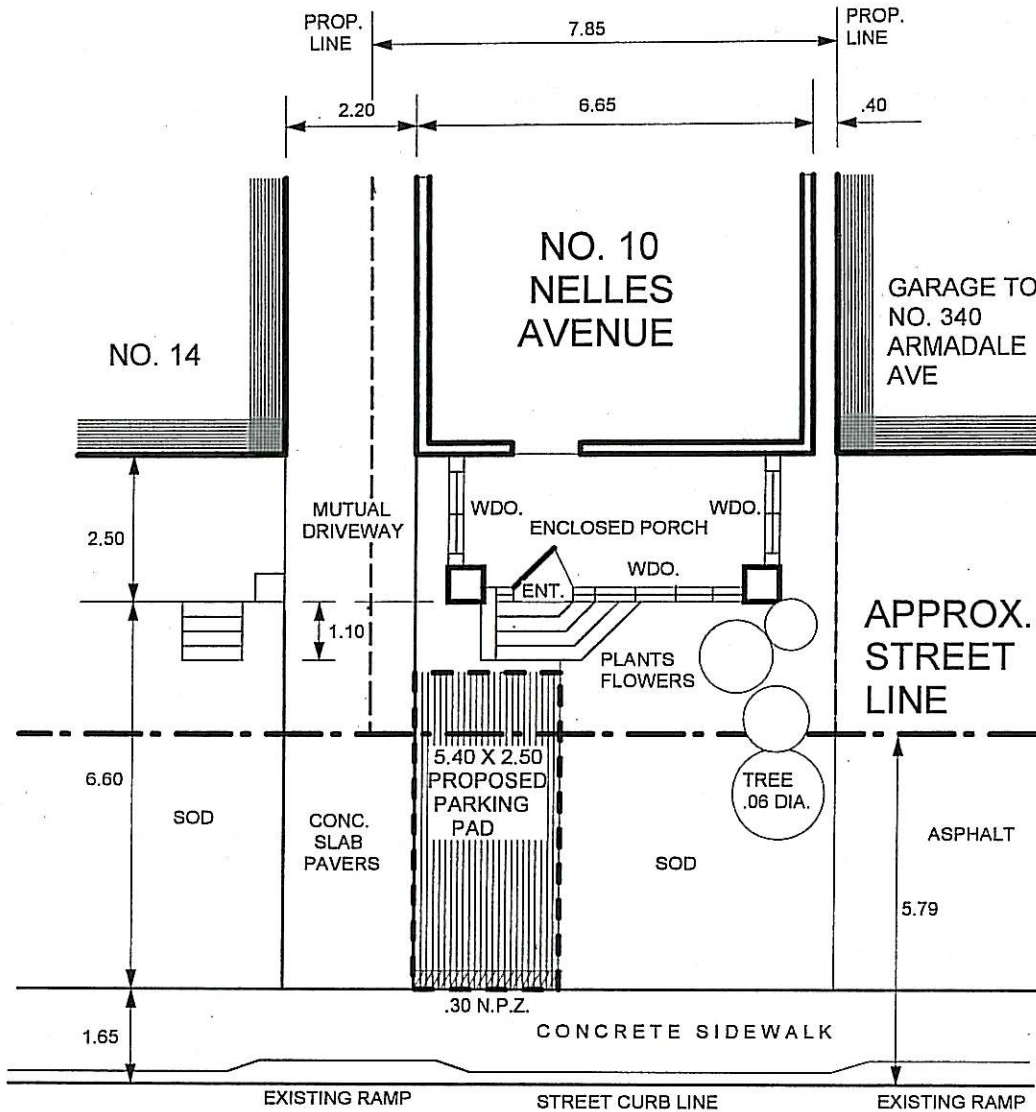 PROP.
LINE
7.85
PROP.
LINE
2.20
6.65
.40
NO. 10
NELLES
AVENUE
GARAGE TO
NO. 340
ARMADALE
AVE
NO. 14
2.50
MUTUAL
DRIVEWAY
WDO.
WDO.
ENCLOSED PORCH
WDO.
ENT.
1.10
PLANTS
FLOWERS
APPROX.
STREET
LINE
6.60
5.40 X 2.50
PROPOSED
PARKING
PAD
TREE
.06 DIA.
SOD
CONC.
SLAB
PAVERS
SOD
ASPHALT
5.79
.30 N.P.Z.
1.65
CONCRETE SIDEWALK
EXISTING RAMP
STREET CURB LINE
EXISTING RAMP